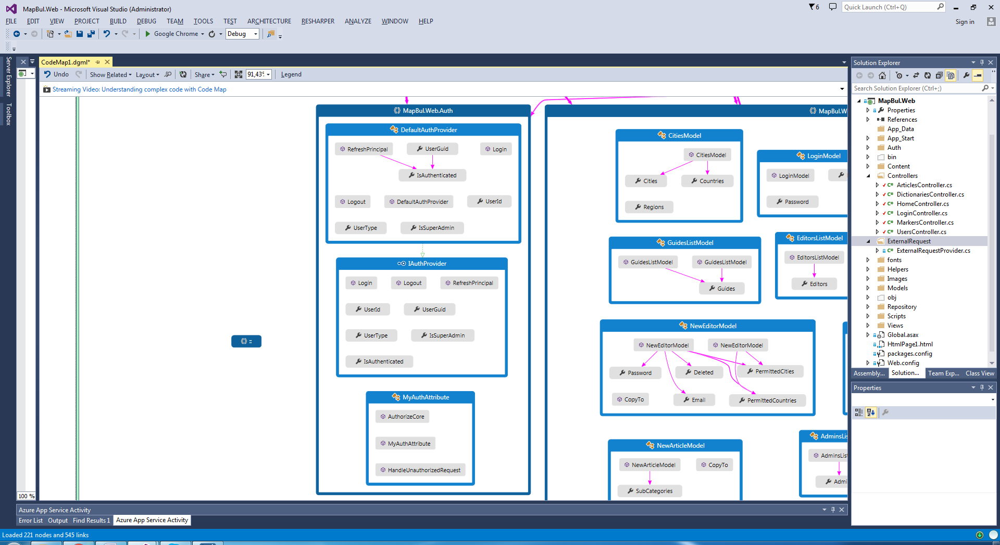 MapBul.Web - Microsoft Visual Studio (Administrator)
6
Quick Launch (Ctrl+Q)
FILE EDIT VIEW PROJECT BUILD DEBUG TEAM TOOLS TEST ARCHITECTURE RESHARPER ANALYZE WINDOW HELP
Sign in
Google Chrome
Debug
Server Explorer
Toolbox
CodeMap1.dgml*
Undo Show Related Layout Share 91,43% Legend
Streaming Video: Understanding complex code with Code Map
MapBul.Web.Auth
DefaultAuthProvider
RefreshPrincipal UserGuid Login
IsAuthenticated
Logout DefaultAuthProvider UserId
UserType IsSuperAdmin
IAuthProvider
Login Logout RefreshPrincipal
UserId UserGuid
UserType IsSuperAdmin
IsAuthenticated
MyAuthAttribute
AuthorizeCore
MyAuthAttribute
HandleUnauthorizedRequest
MapBul.W
CitiesModel
CitiesModel
Cities Countries
Regions
LoginModel
LoginModel
Password
GuidesListModel
GuidesListModel GuidesListModel
Guides
EditorsListModel
EditorsListModel
Editors
NewEditorModel
NewEditorModel NewEditorModel
Password Deleted PermittedCities
CopyTo Email PermittedCountries
NewArticleModel
NewArticleModel CopyTo
SubCategories
AdminsLis
AdminsList
Admi
100 %
Solution Explorer
Search Solution Explorer (Ctrl+;)
MapBul.Web
Properties
References
App_Data
App_Start
Auth
bin
Content
Controllers
C# ArticlesController.cs
C# DictionariesController.cs
C# HomeController.cs
C# LoginController.cs
C# MarkersController.cs
C# UsersController.cs
ExternalRequest
C# ExternalRequestProvider.cs
fonts
Helpers
Images
Models
obj
Repository
Scripts
Views
Global.asax
HtmlPage1.html
packages.config
Web.config
Assembly... Solution... Team Exp... Class View
Properties
Azure App Service Activity
Error List Output Find Results 1 Azure App Service Activity
Loaded 221 nodes and 545 links